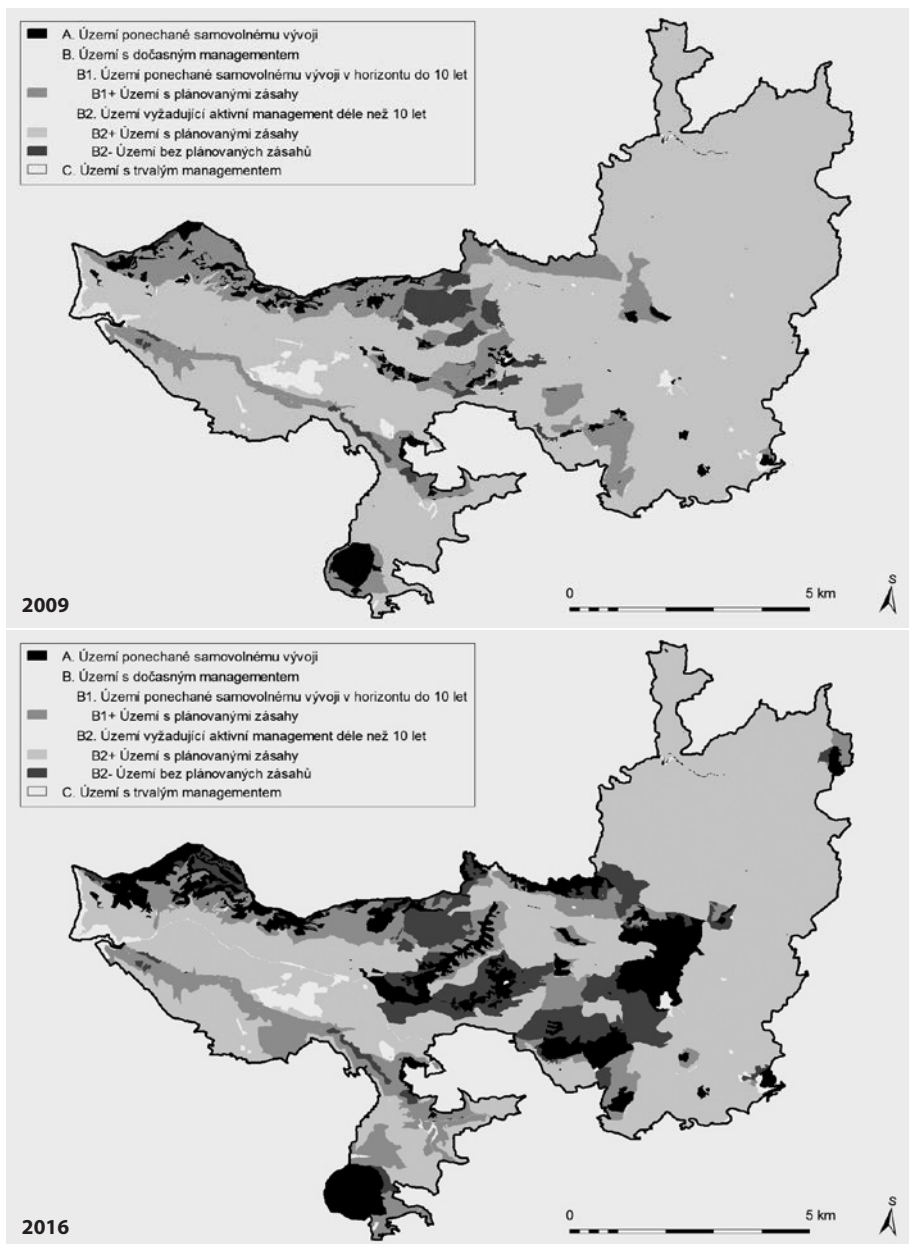 A. Území ponechané samovolnému vývoji
B. Území s dočasným managementem
B1. Území ponechané samovolnému vývoji v horizontu do 10 let
B1+ Území s plánovanými zásahy
B2. Území vyžadující aktivní management déle než 10 let
B2+ Území s plánovanými zásahy
B2- Území bez plánovaných zásahů
C. Území s trvalým managementem
S
0 5 km
2009
A. Území ponechané samovolnému vývoji
B. Území s dočasným managementem
B1. Území ponechané samovolnému vývoji v horizontu do 10 let
B1+ Území s plánovanými zásahy
B2. Území vyžadující aktivní management déle než 10 let
B2+ Území s plánovanými zásahy
B2- Území bez plánovaných zásahů
C. Území s trvalým managementem
S
0 5 km
2016